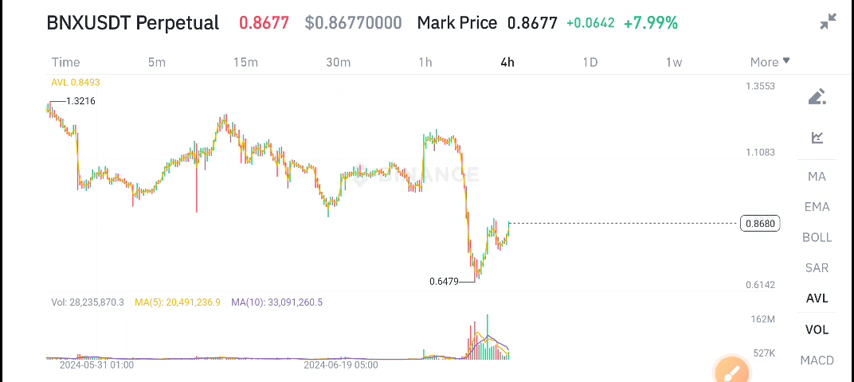 BNXUSDT Perpetual 0.8677 $0.86770000 Mark Price 0.8677 +0.0642 +7.99%
Time 5m 15m 30m 1h 4h 1D 1w More
AVL 0.8493
1.3553
1.3216
1.1083
MA
BINANCE
EMA
0.8680
BOLL
SAR
0.6479
0.6142
Vol: 28,235,870.3 MA(5): 20,491,236.9 MA(10): 33,091,260.5
AVL
162M
VOL
527K
MACD
2024-05-31 01:00 2024-06-19 05:00